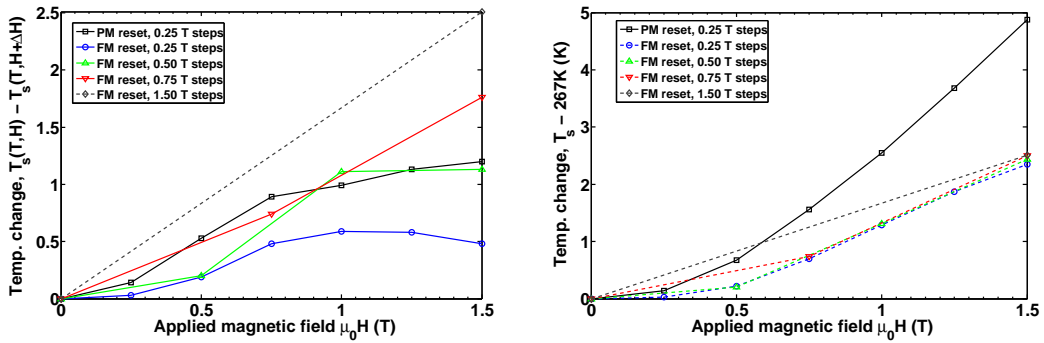 Temp. change, T_s(T,H) − T_s(T,H+ΔH)
2.5
2
1.5
1
0.5
0
0
0.5
1
1.5
Applied magnetic field μ_0H (T)
PM reset, 0.25 T steps
FM reset, 0.25 T steps
FM reset, 0.50 T steps
FM reset, 0.75 T steps
FM reset, 1.50 T steps
Temp. change, T_s − 267K (K)
5
4
3
2
1
0
0
0.5
1
1.5
Applied magnetic field μ_0H (T)
PM reset, 0.25 T steps
FM reset, 0.25 T steps
FM reset, 0.50 T steps
FM reset, 0.75 T steps
FM reset, 1.50 T steps